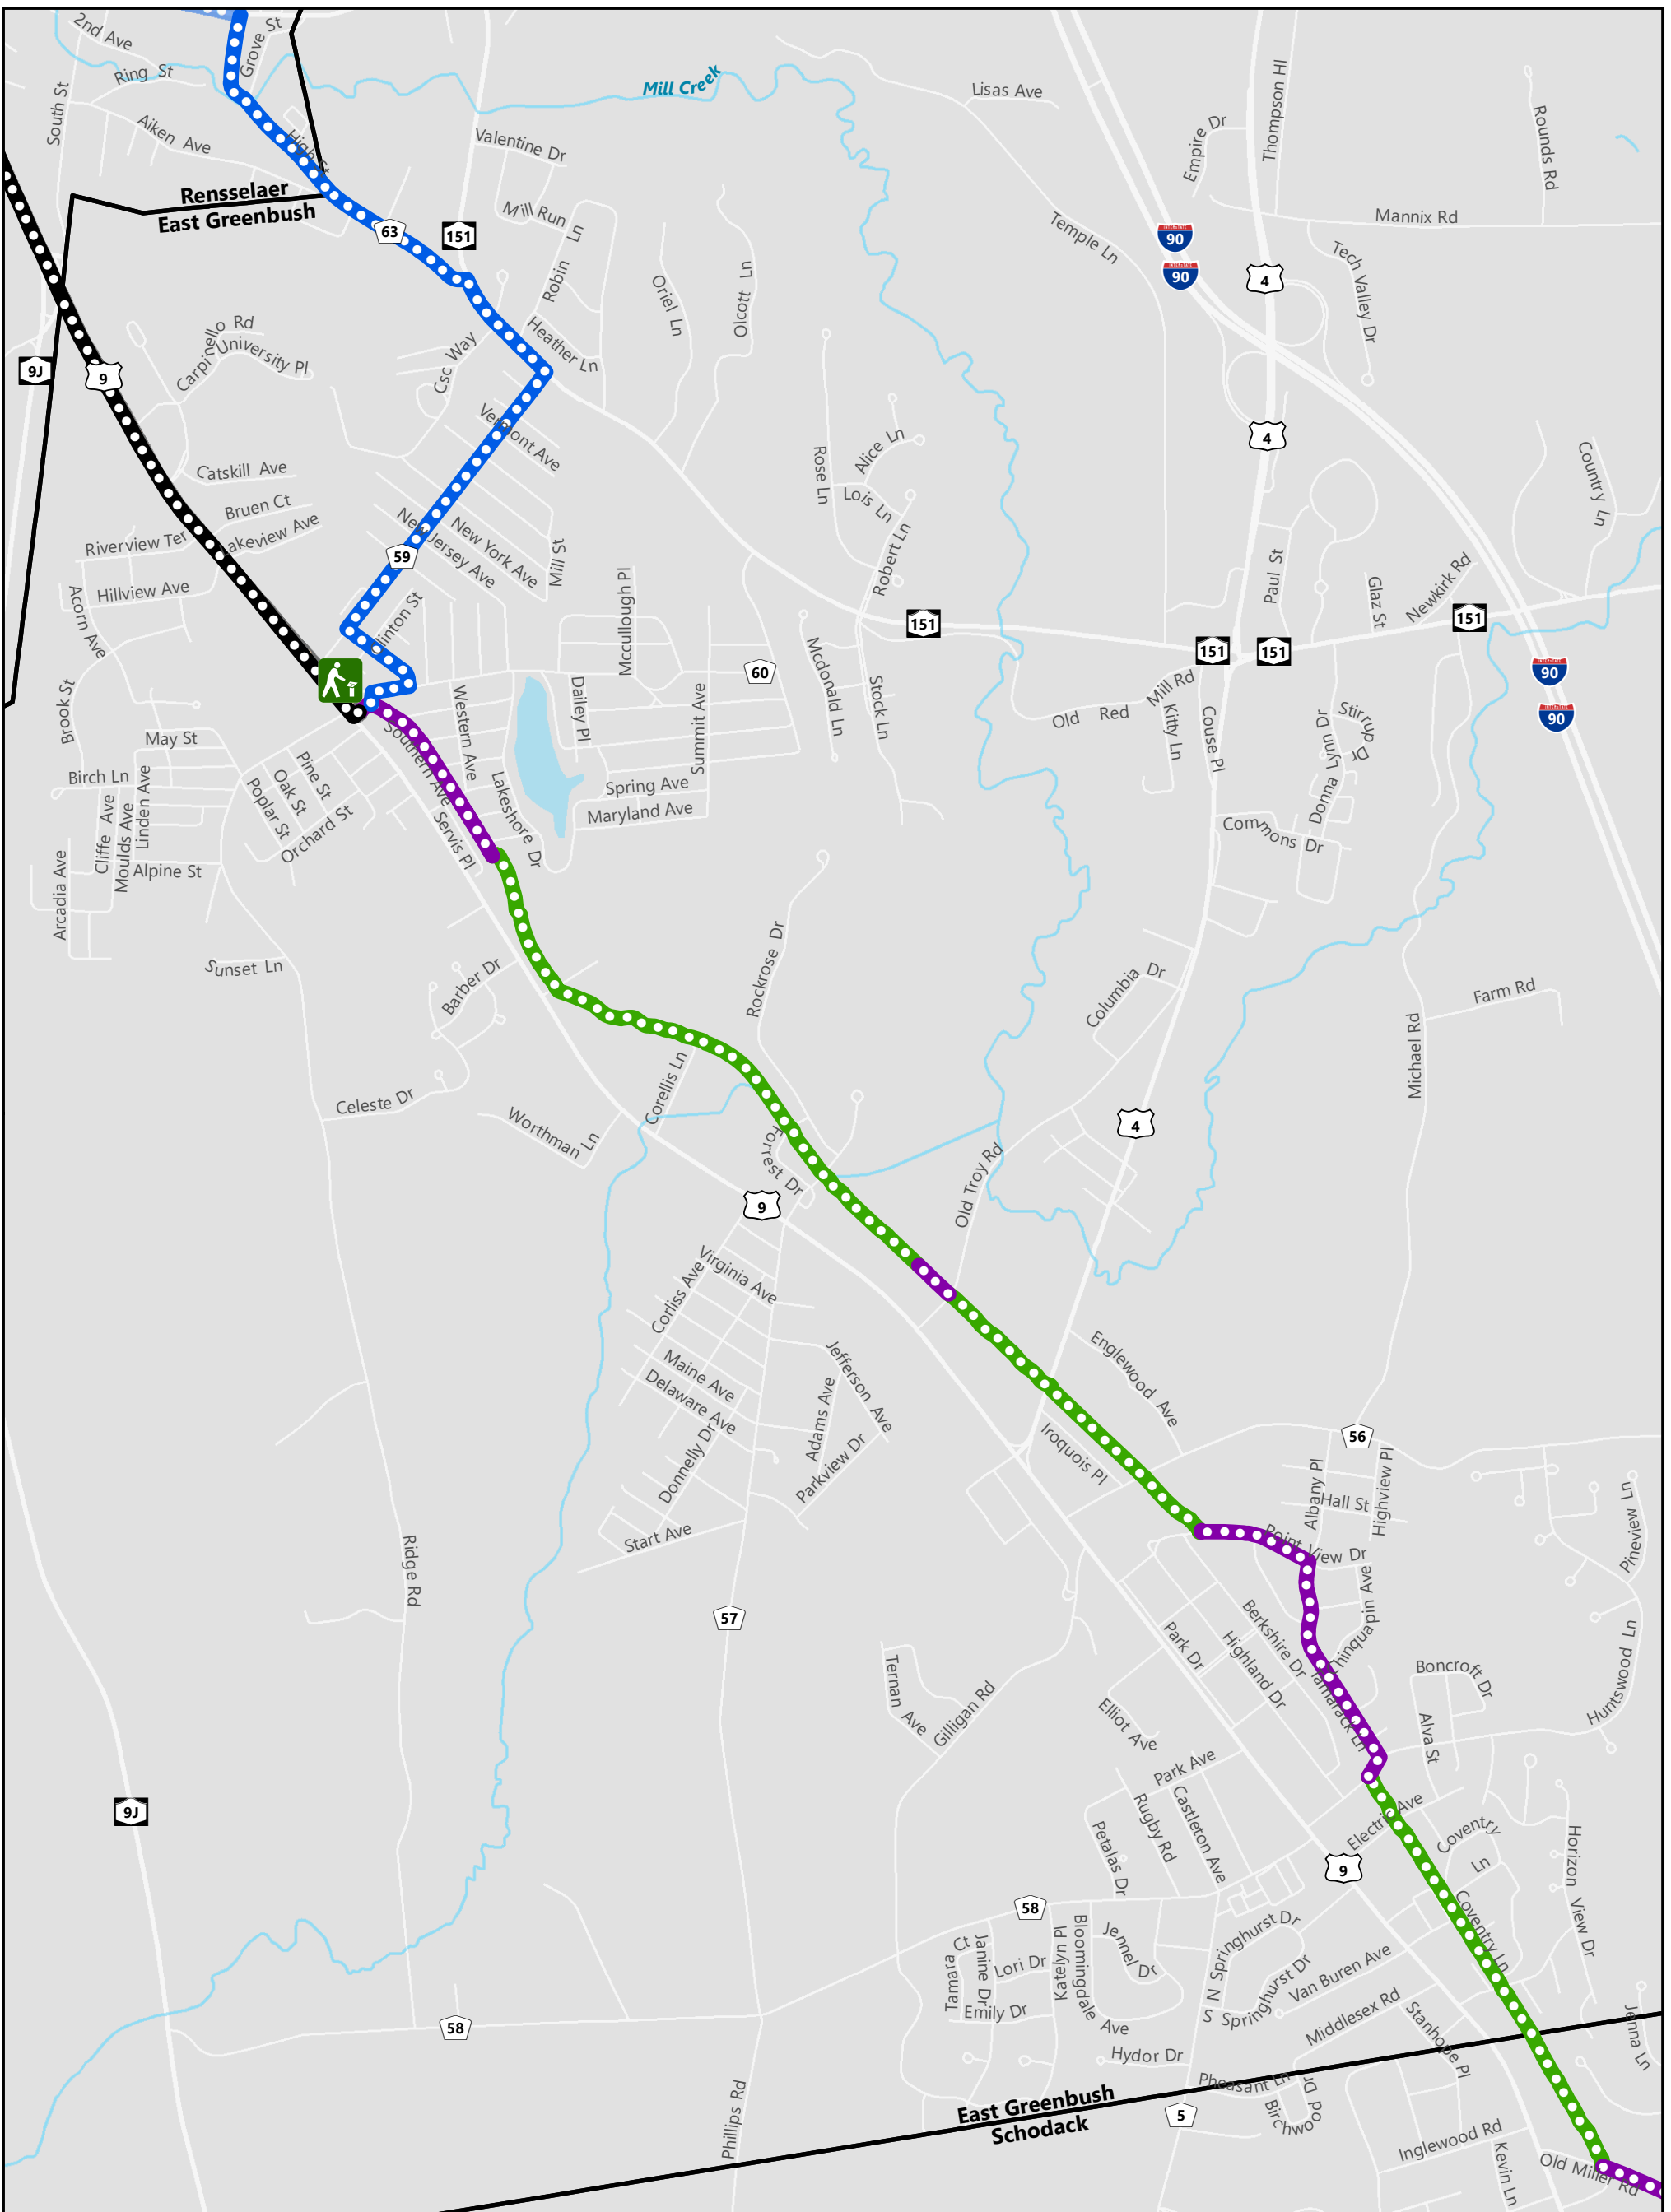 2nd Ave
Grove St
Ring St
South St
Aiken Ave
High St
Mill Creek
Lisas Ave
Thompson Hl
Empire Dr
Rounds Rd
Valentine Dr
Rensselaer
East Greenbush
Mill Run
63
151
Mannix Rd
Temple Ln
90
90
4
Tech Valley Dr
Robin Ln
Oriel Ln
Olcott Ln
Carpinello Rd
University Pl
Heather Ln
Csc Way
9J
9
Vermont Ave
4
Alice Ln
Rose Ln
Lois Ln
Country Ln
Catskill Ave
Bruen Ct
Lakeview Ave
Riverview Ter
New Jersey Ave
New York Ave
Mill St
Robert Ln
59
Hillview Ave
Acorn Ave
Clinton St
Mccullough Pl
Paul St
Glaz St
Newkirk Rd
151
151
151
151
60
Mcdonald Ln
Stock Ln
Old Red Mill Rd
Kitty Ln
Couse Pl
90
90
Stirrup Dr
Donna Lynn Dr
Brook St
May St
Birch Ln
Western Ave
Dailey Pl
Summit Ave
Southern Ave
Pine St
Oak St
Poplar St
Orchard St
Cliffe Ave
Moulds Ave
Linden Ave
Lakeshore Dr
Servis Pl
Spring Ave
Maryland Ave
Commons Dr
Alpine St
Arcadia Ave
Sunset Ln
Barber Dr
Rockrose Dr
Columbia Dr
Farm Rd
Michael Rd
Celeste Dr
Worthman Ln
Corellis Ln
Forrest Dr
4
Old Troy Rd
9
Virginia Ave
Corliss Ave
Maine Ave
Delaware Ave
Jefferson Ave
Adams Ave
Donnelly Dr
Parkview Dr
Start Ave
Englewood Ave
Iroquois Pl
56
Albany Pl
Hall St
Highview Pl
Point View Dr
Pineview Ln
Ridge Rd
57
Chinquapin Ave
Berkshire Dr
Highland Dr
Park Dr
Tamarack Ln
Boncroft Dr
Alva St
Huntswood Ln
Ternan Ave
Gilligan Rd
Elliot Ave
Park Ave
Castleton Ave
Rugby Rd
Petalas Dr
9J
Electric Ave
Coventry Ln
9
Horizon View Dr
Coventry Ln
58
Tamera Ct
Janine Dr
Lori Dr
Emily Dr
Katelyn Pl
Bloomingdale Ave
Jennel Dr
N Springhurst Dr
S Springhurst Dr
Van Buren Ave
Middlesex Rd
Stanhope Pl
Jenna Ln
58
Hydor Dr
Pheasant Ln
Birchwood Dr
East Greenbush
Schodack
5
Phillips Rd
Inglewood Rd
Kevin Ln
Old Miller Rd